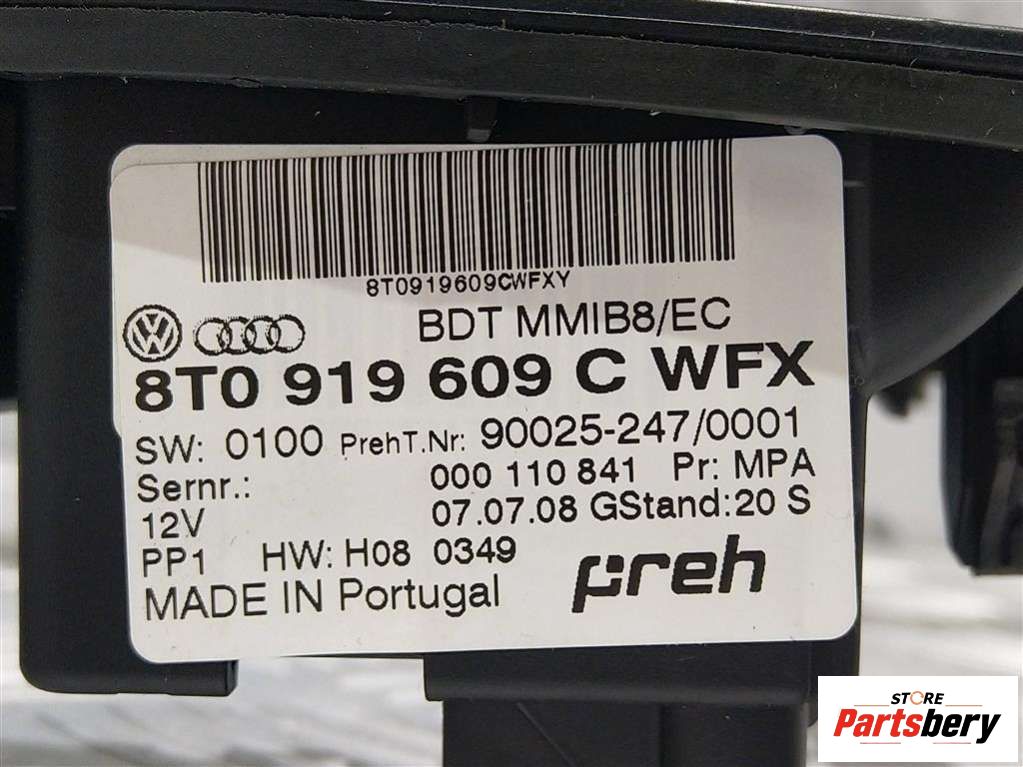 8T0919609CWFXY
BDT MMIB8/EC
8T0 919 609 C WFX
SW: 0100 PrehT.Nr: 90025-247/0001
Sernr.: 000 110 841 Pr: MPA
12V 07.07.08 GStand:20 S
PP1 HW: H08 0349
preh
MADE IN Portugal
STORE
Partsbery